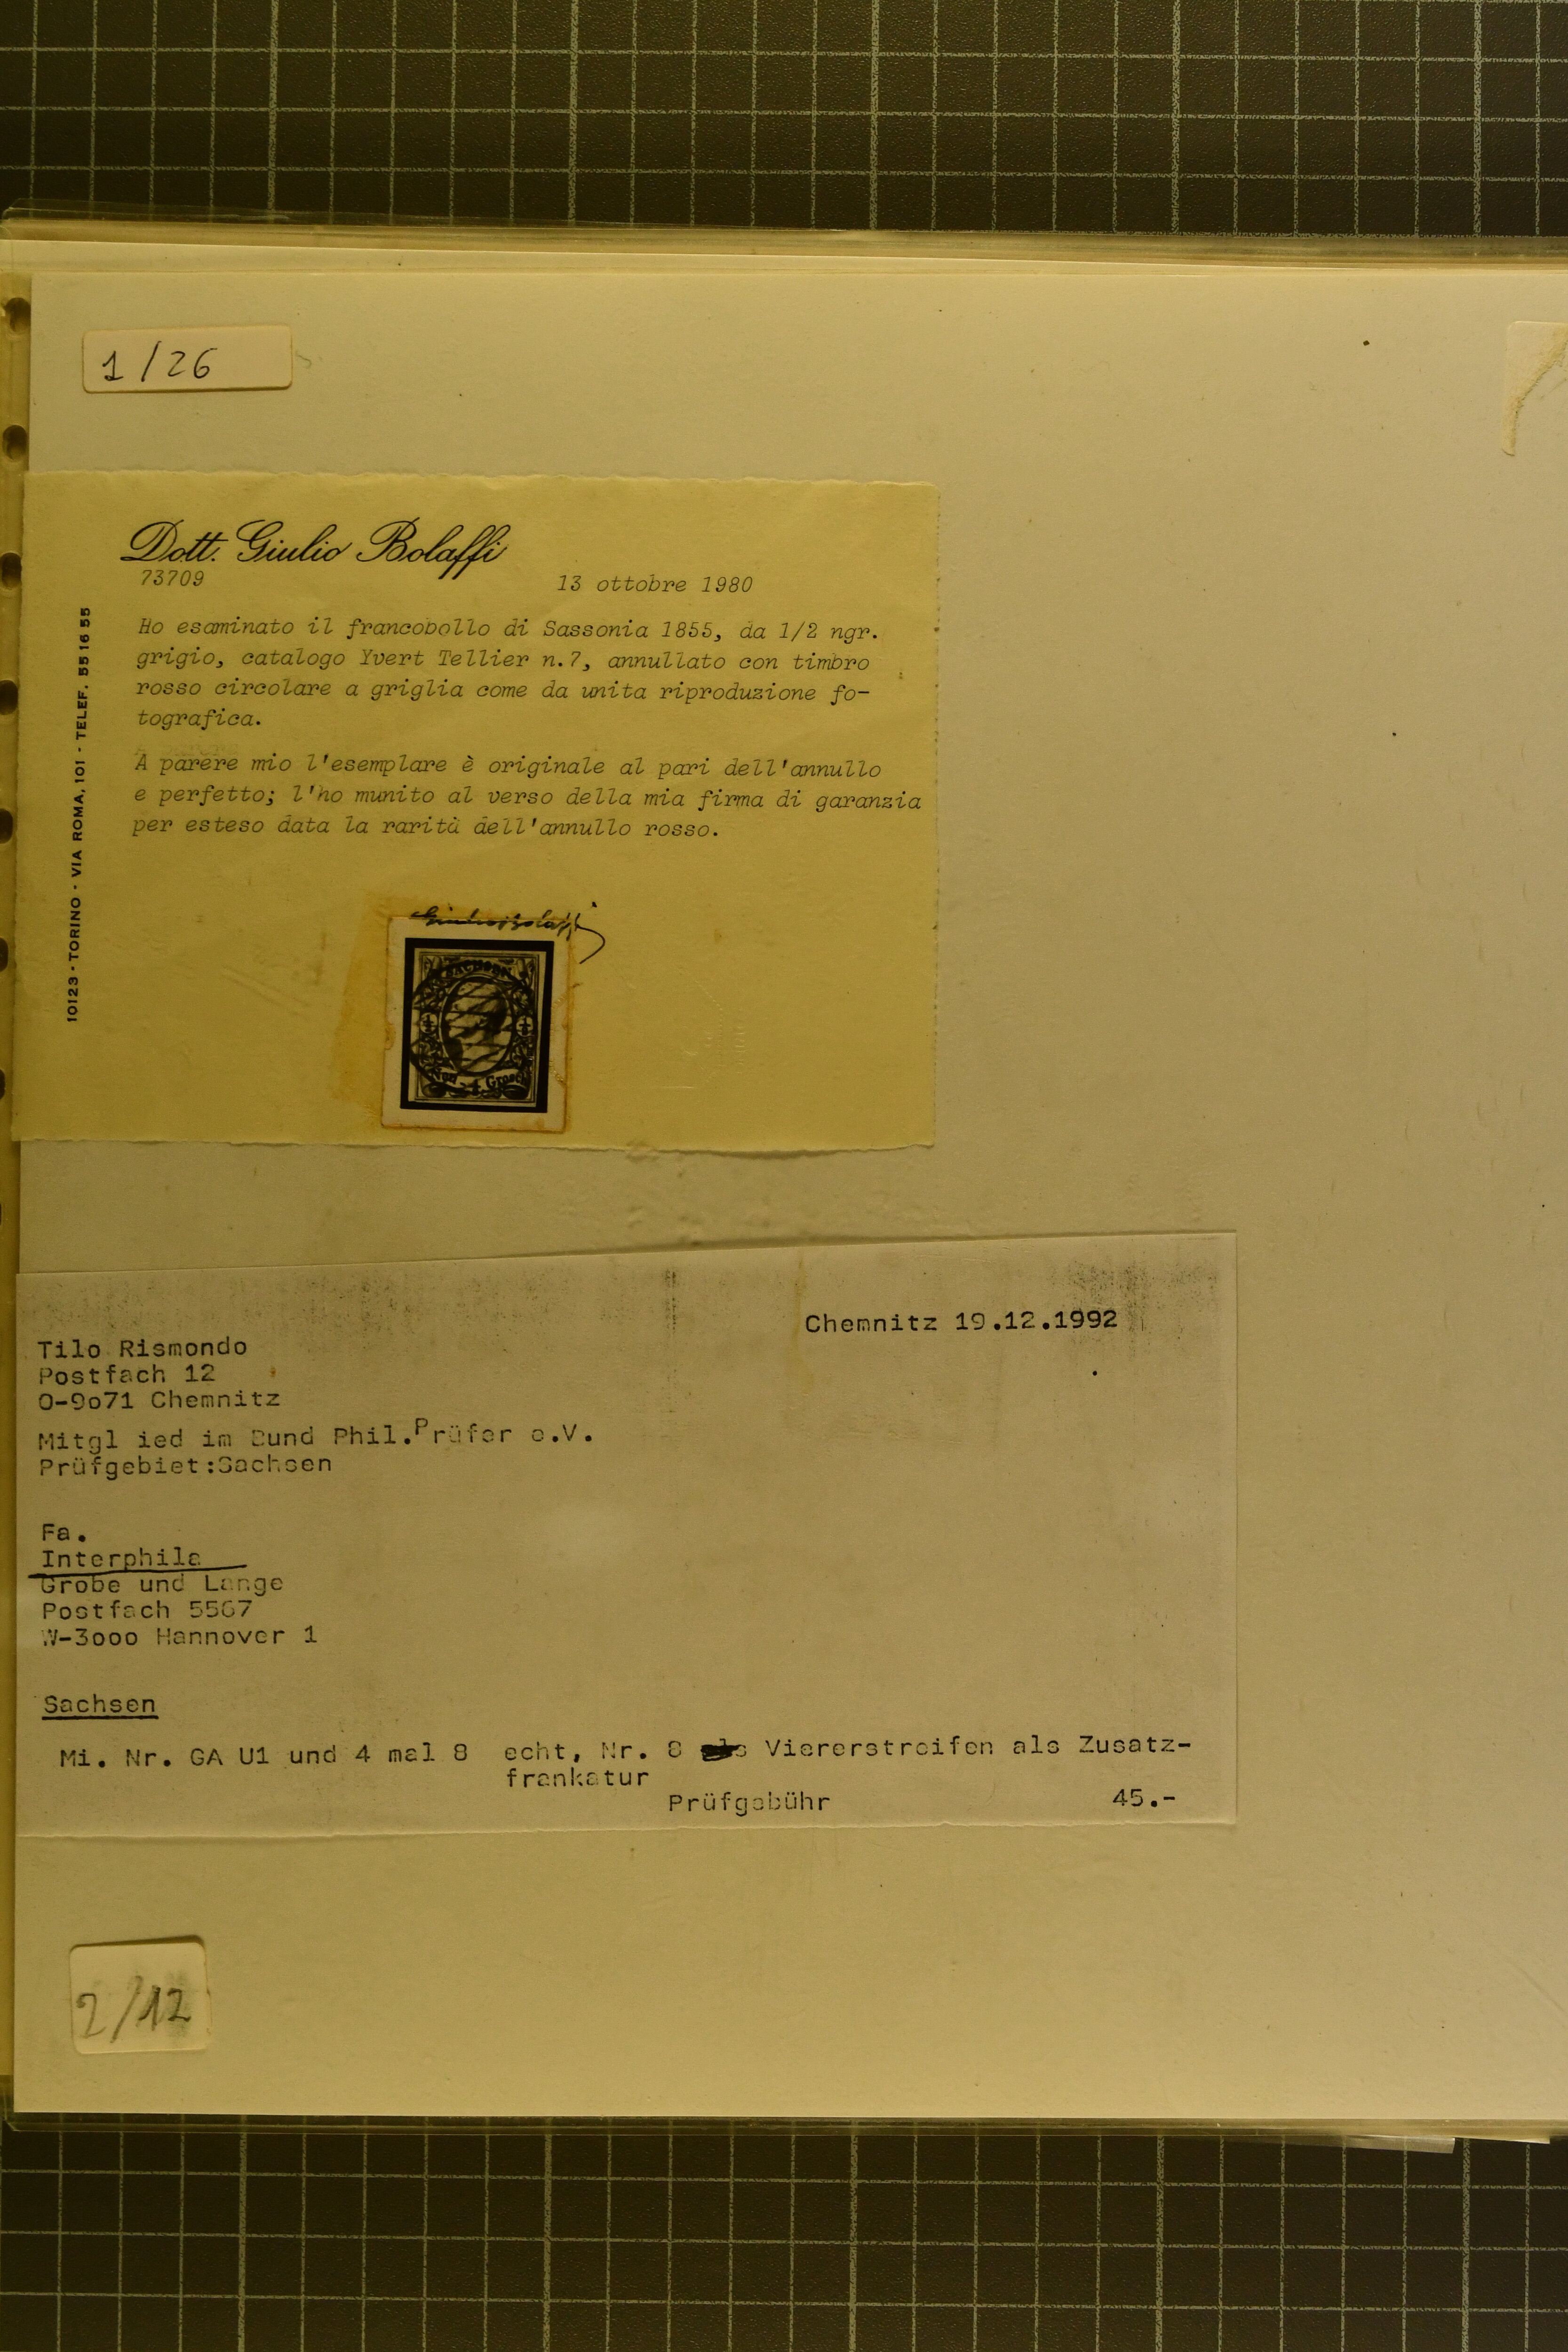 1/26
Dott. Giulio Bolaffi
73709
13 ottobre 1980
Ho esaminato il francobollo di Sassonia 1855, da 1/2 ngr.
grigio, catalogo Yvert Tellier n.7, annullato con timbro
rosso circolare a griglia come da unita riproduzione fo-
tografica.
A parere mio l'esemplare è originale al pari dell'annullo
e perfetto; l'ho munito al verso della mia firma di garanzia
per esteso data la rarità dell'annullo rosso.
10123 - TORINO - VIA ROMA, 101 - TELEF. 55 16 55
Giulio Bolaffi
Chemnitz 19.12.1992
Tilo Rismondo
Postfach 12
O-9o71 Chemnitz
Mitgl ied im Bund Phil.Prüfer e.V.
Prüfgebiet:Sachsen
Fa.
Interphila
Grobe und Lange
Postfach 5567
W-3ooo Hannover 1
Sachsen
Mi. Nr. GA U1 und 4 mal 8 echt, Nr. 8 Viererstreifen als Zusatz-
frankatur
Prüfgebühr 45.-
2/12